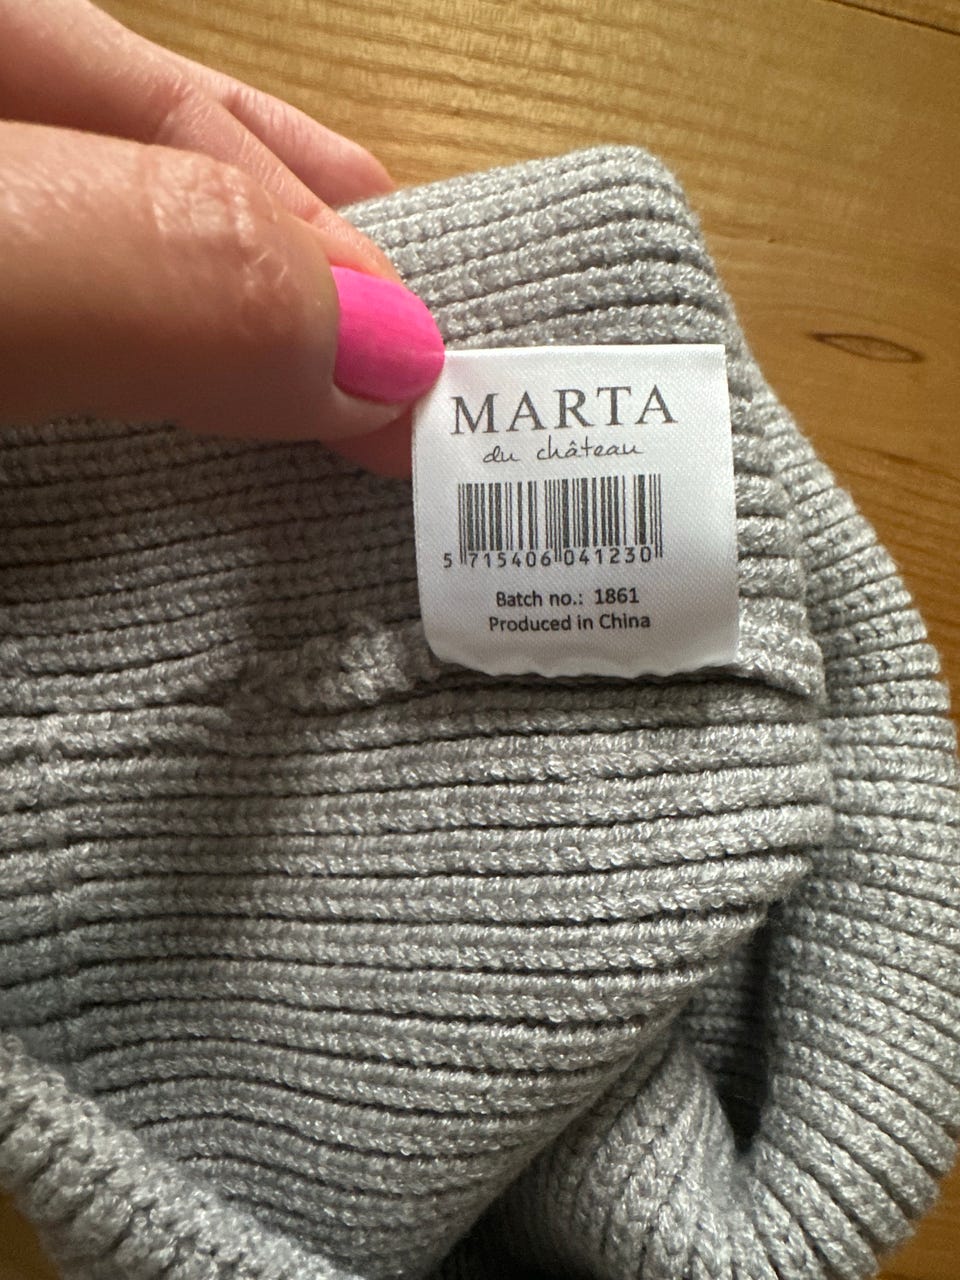 MARTA
du château
5 715406 041230
Batch no.: 1861
Produced in China